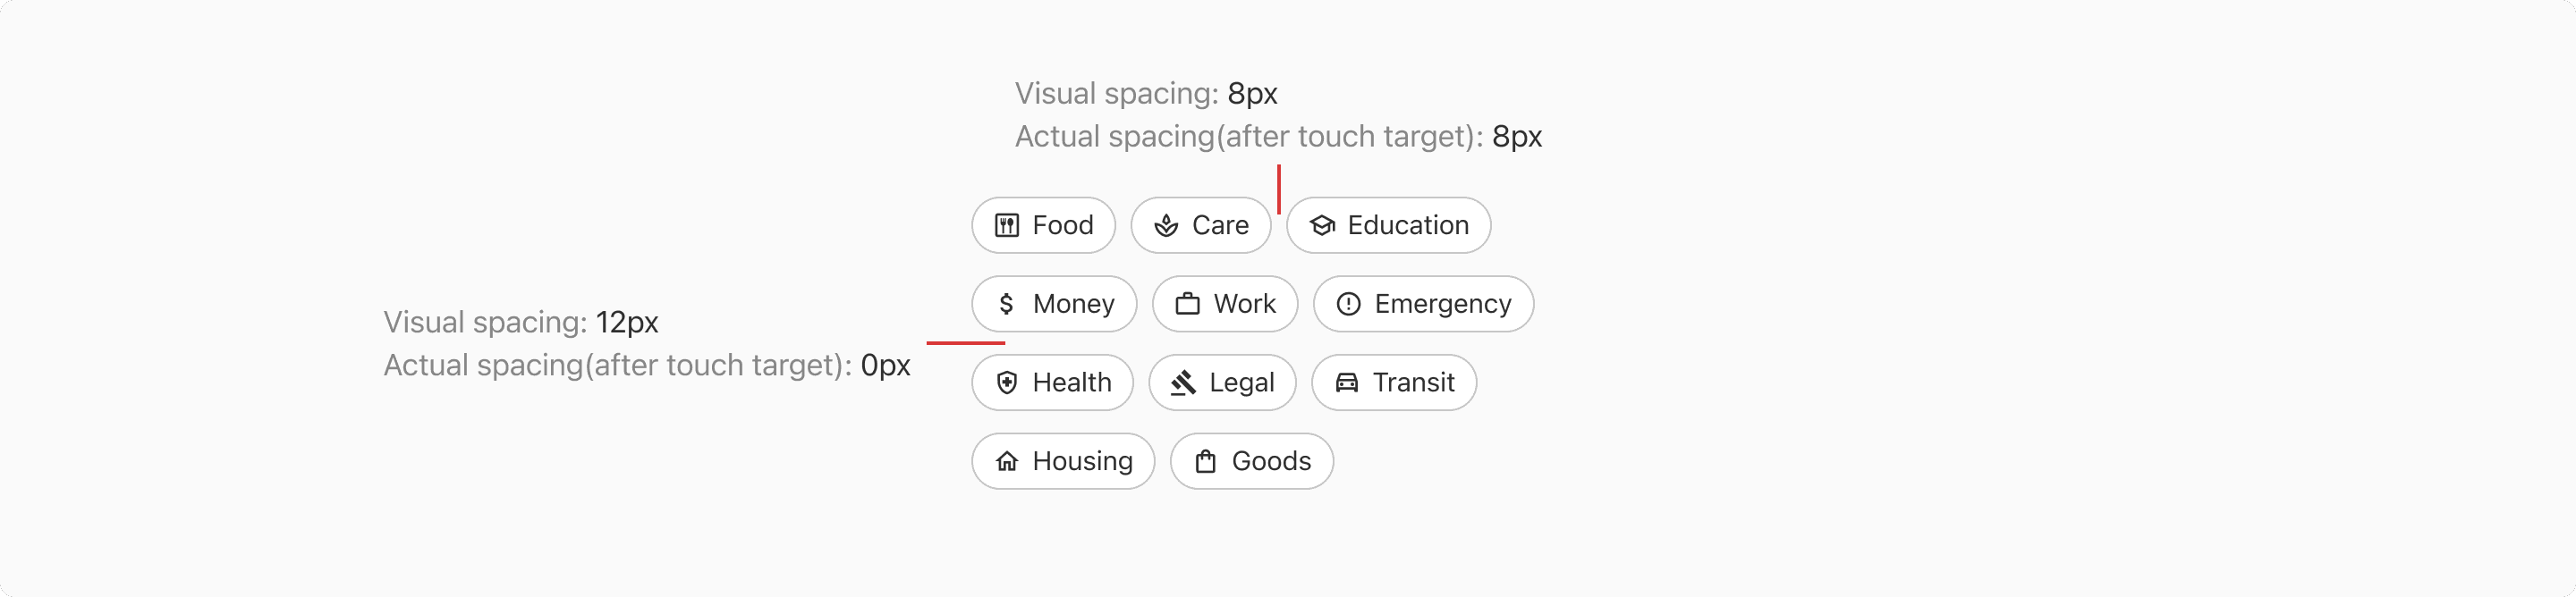 Visual spacing: 8px
Actual spacing(after touch target): 8px
Food Care Education
Money Work Emergency
Visual spacing: 12px
Actual spacing(after touch target): 0px
Health Legal Transit
Housing Goods